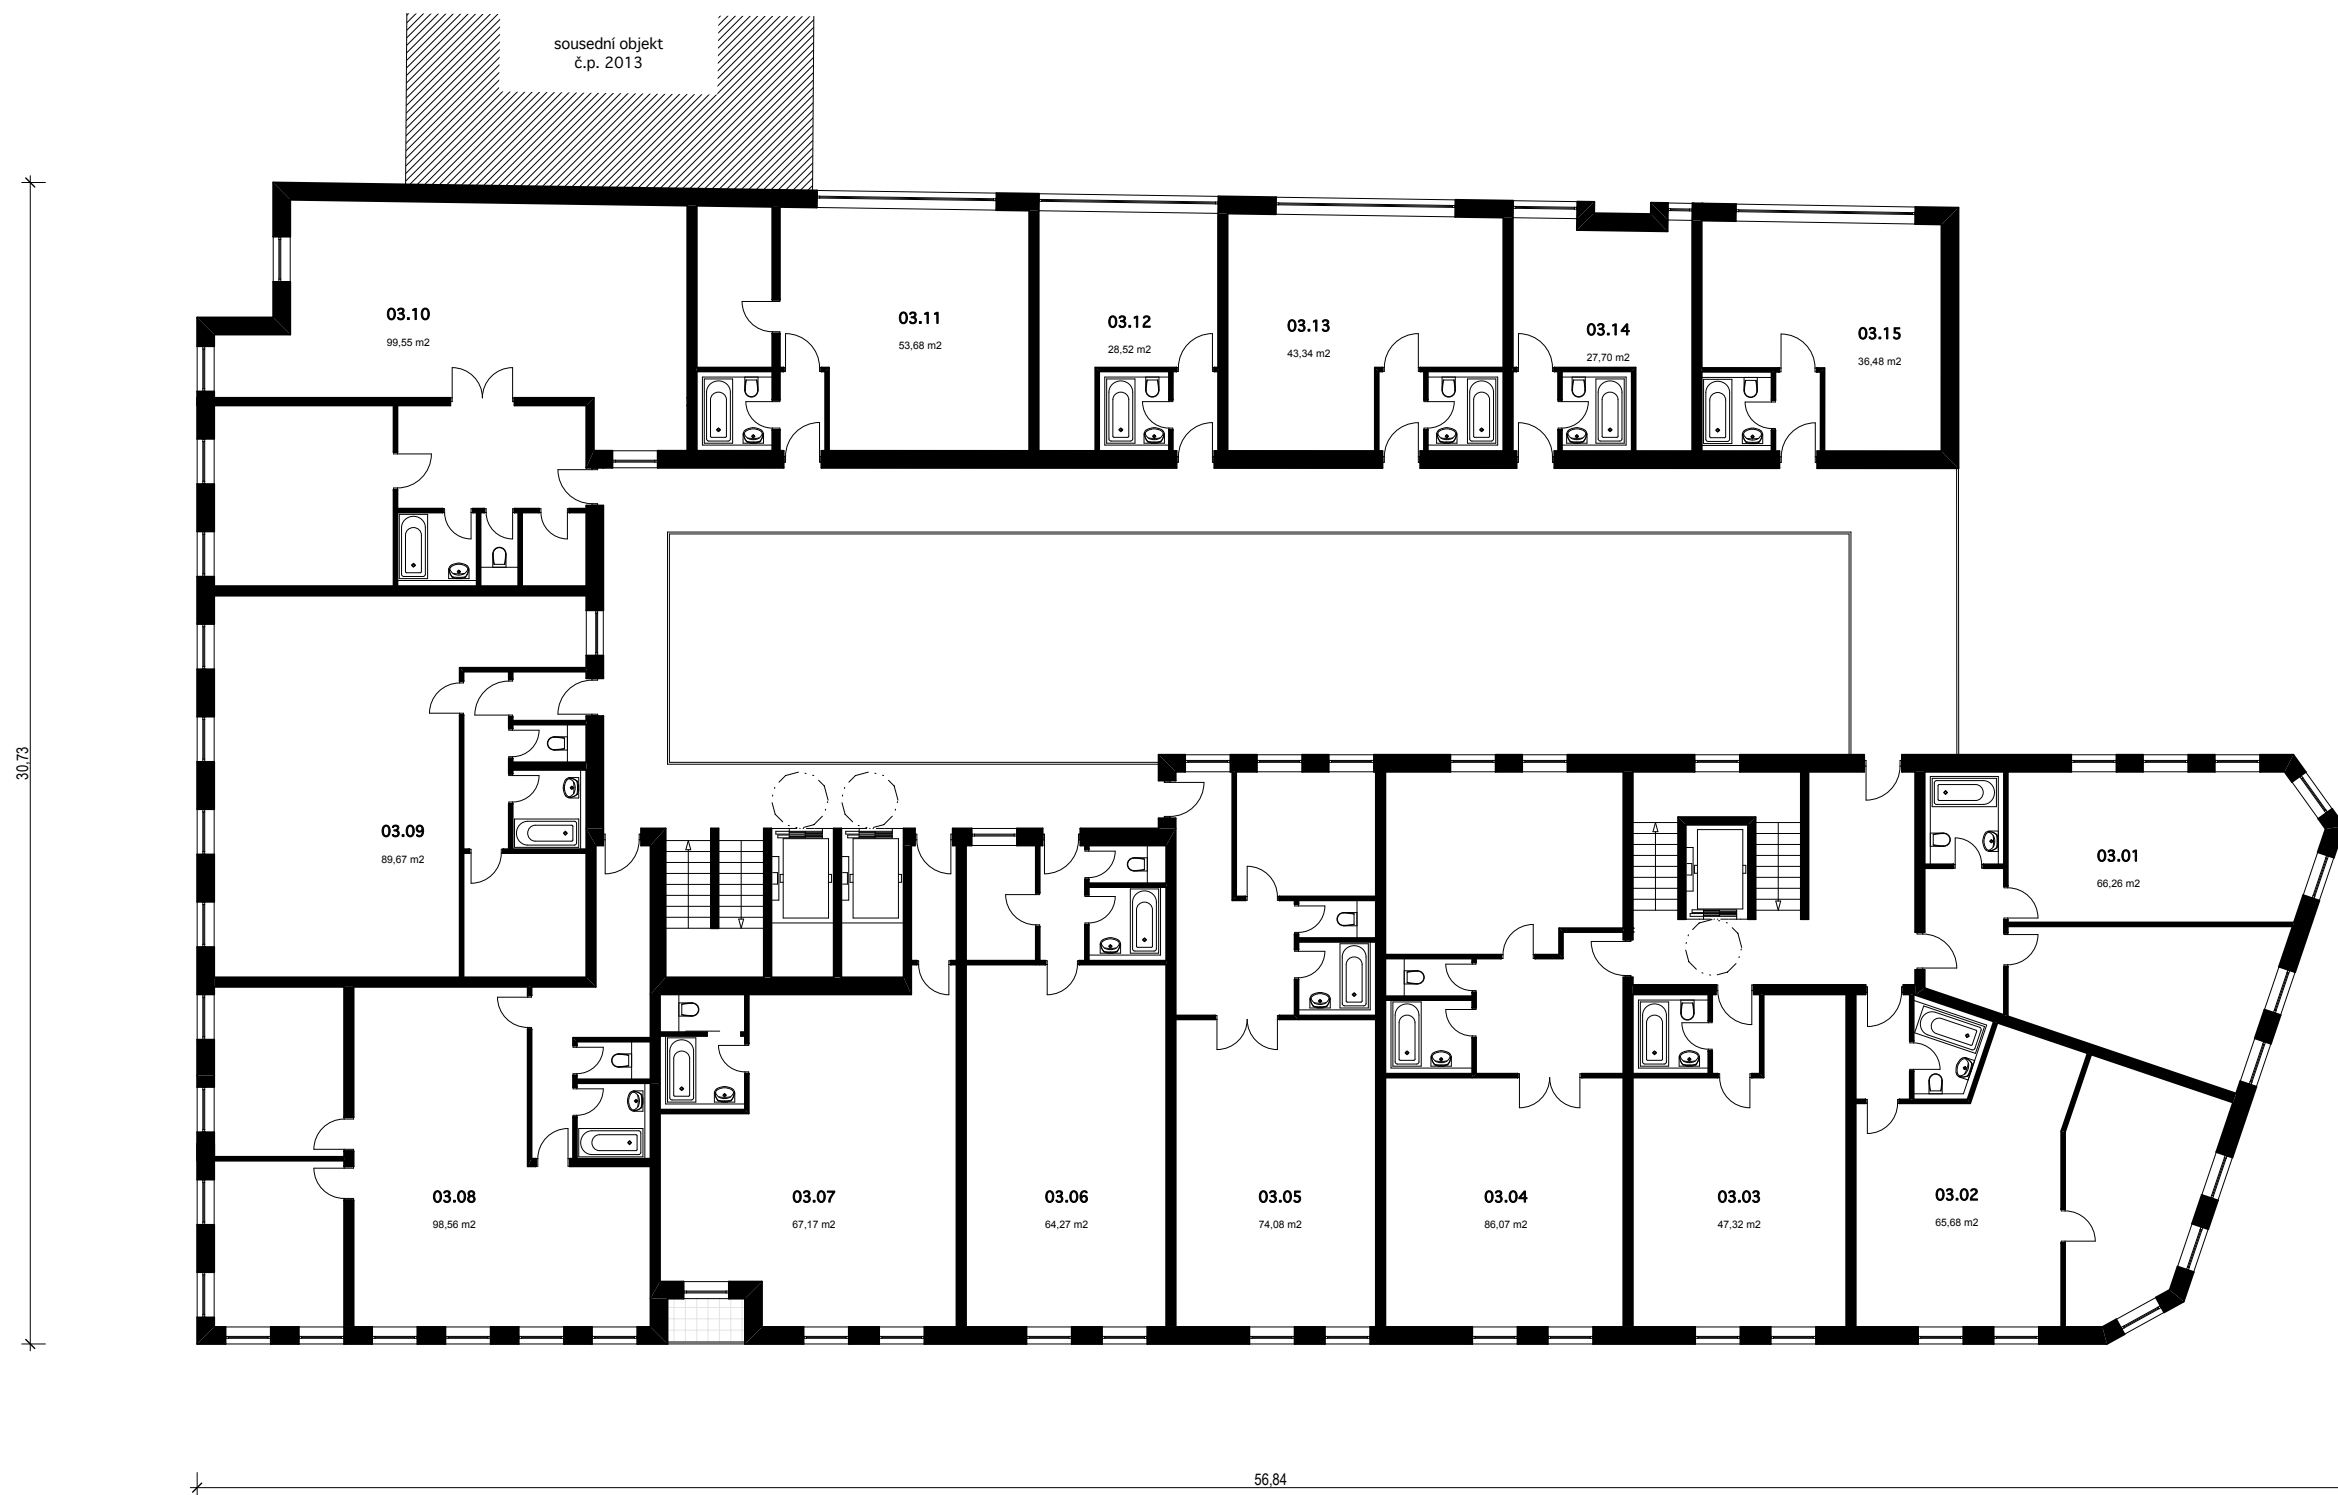 sousední objekt
č.p. 2013
03.10
99,55 m2
03.11
53,68 m2
03.12
28,52 m2
03.13
43,34 m2
03.14
27,70 m2
03.15
36,48 m2
30,73
03.09
89,67 m2
03.01
66,26 m2
03.08
98,56 m2
03.07
67,17 m2
03.06
64,27 m2
03.05
74,08 m2
03.04
86,07 m2
03.03
47,32 m2
03.02
65,68 m2
56,84